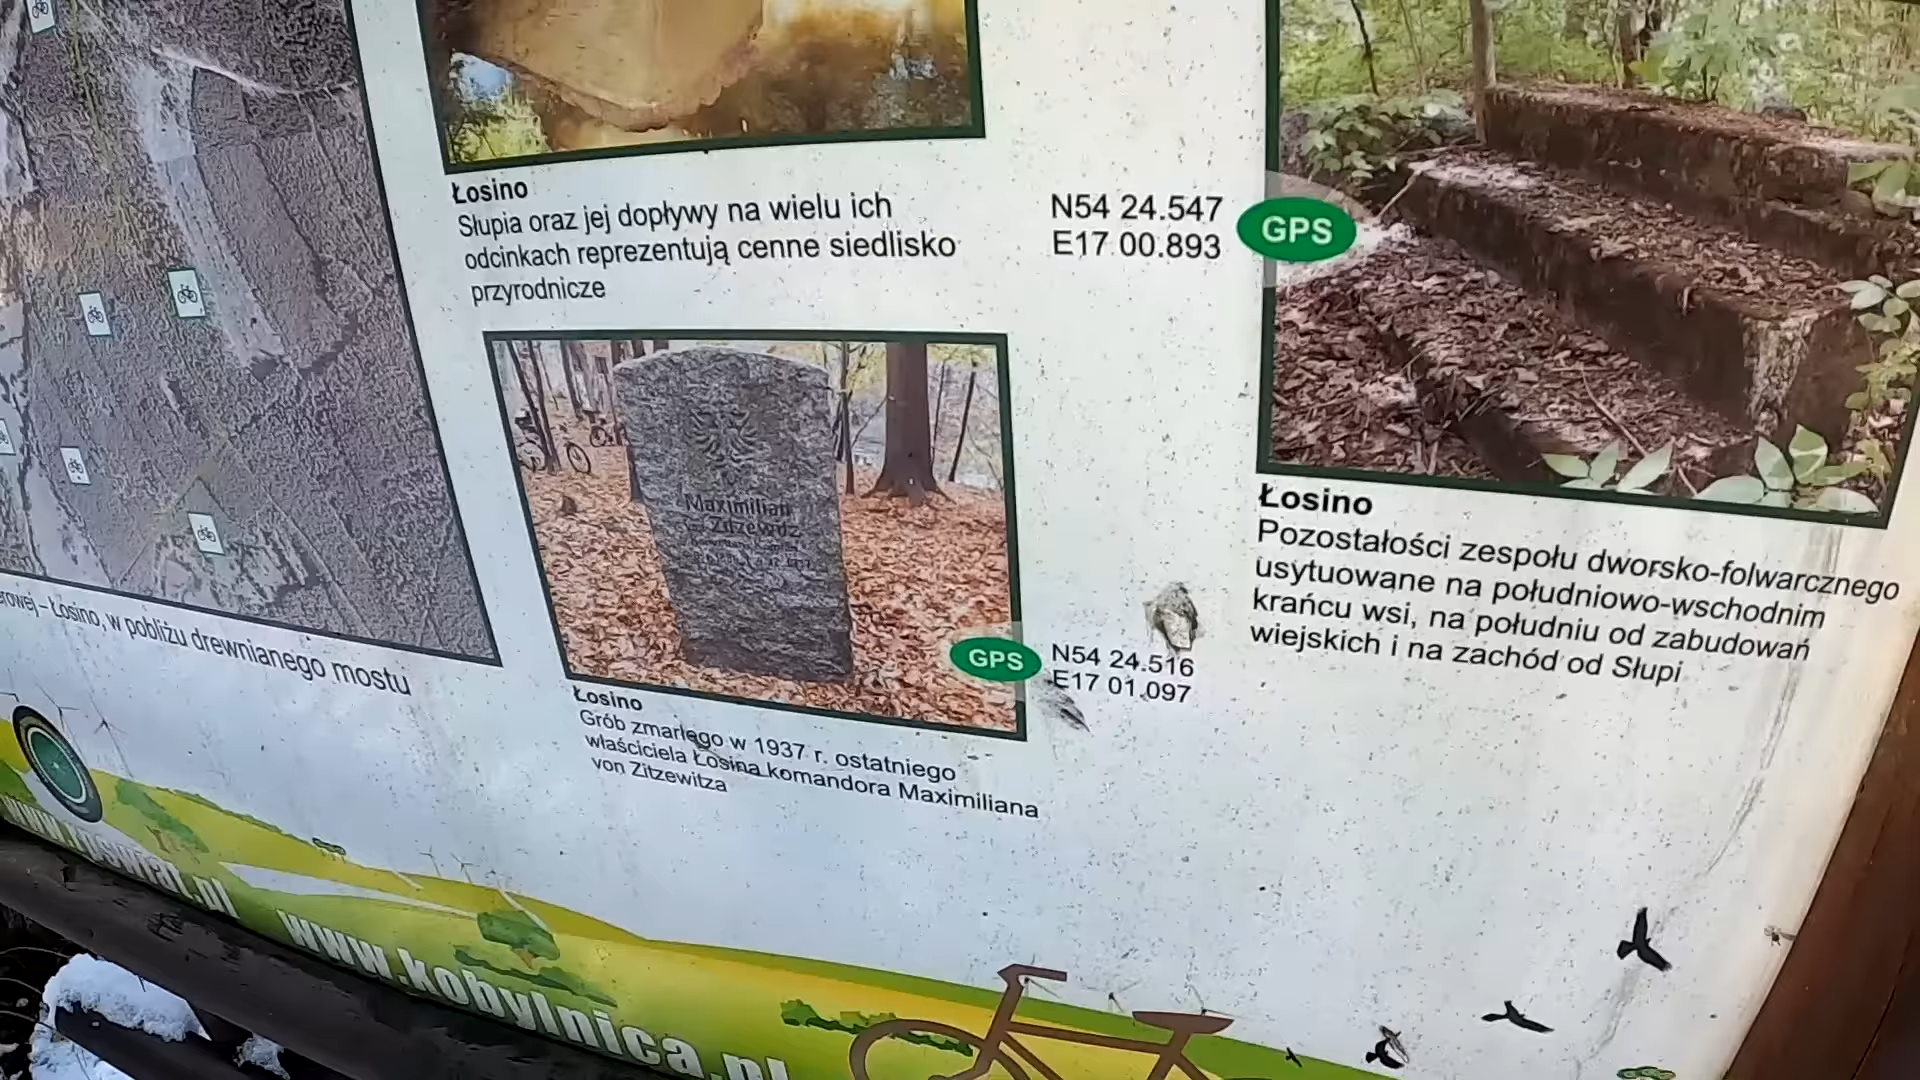 Łosino
Słupia oraz jej dopływy na wielu ich
odcinkach reprezentują cenne siedlisko
przyrodnicze
N54 24.547
E17 00.893
GPS
Łosino
Pozostałości zespołu dworsko-folwarcznego
usytuowane na południowo-wschodnim
krańcu wsi, na południu od zabudowań
wiejskich i na zachód od Słupi
Maximilian
von Zitzewitz
GPS
N54 24.516
E17 01.097
Łosino
Grób zmarłego w 1937 r. ostatniego
właściciela Łosina komandora Maximiliana
von Zitzewitza
– Łosino, w pobliżu drewnianego mostu
www.kobylnica.pl